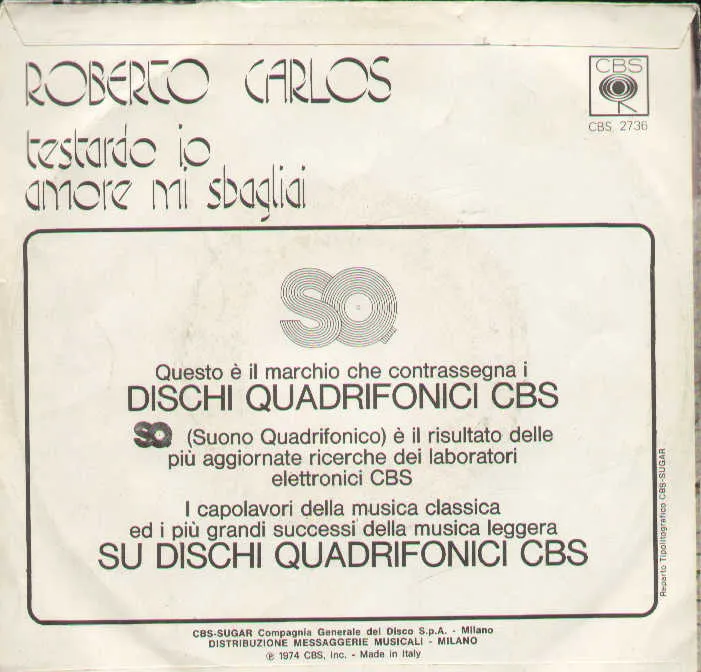 ROBERTO CARLOS
testardo io
amore mi sbagliai
CBS
CBS 2736
SQ
Questo è il marchio che contrassegna i
DISCHI QUADRIFONICI CBS
SQ (Suono Quadrifonico) è il risultato delle
più aggiornate ricerche dei laboratori
elettronici CBS
I capolavori della musica classica
ed i più grandi successi della musica leggera
SU DISCHI QUADRIFONICI CBS
Reparto Tipolitografico CBS-SUGAR
CBS-SUGAR Compagnia Generale del Disco S.p.A. - Milano
DISTRIBUZIONE MESSAGGERIE MUSICALI - MILANO
℗ 1974 CBS, Inc. - Made in Italy